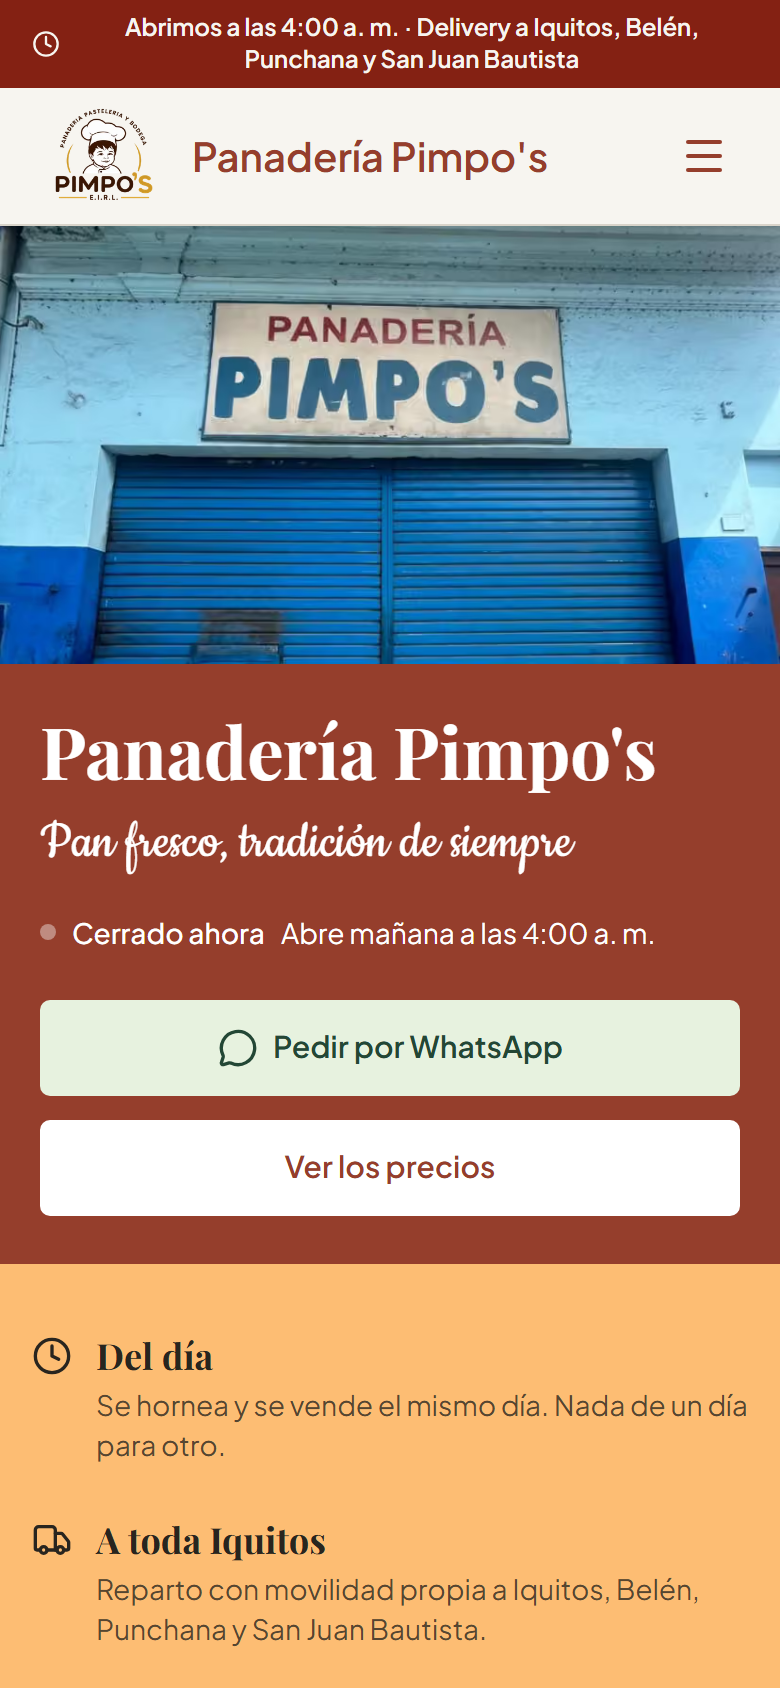 Abrimos a las 4:00 a. m. · Delivery a Iquitos, Belén,
Punchana y San Juan Bautista
PANADERÍA PASTELERÍA Y BODEGA
PIMPO'S
E.I.R.L.
Panadería Pimpo's
PANADERÍA
PIMPO'S
Panadería Pimpo's
Pan fresco, tradición de siempre
Cerrado ahora Abre mañana a las 4:00 a. m.
Pedir por WhatsApp
Ver los precios
Del día
Se hornea y se vende el mismo día. Nada de un día
para otro.
A toda Iquitos
Reparto con movilidad propia a Iquitos, Belén,
Punchana y San Juan Bautista.